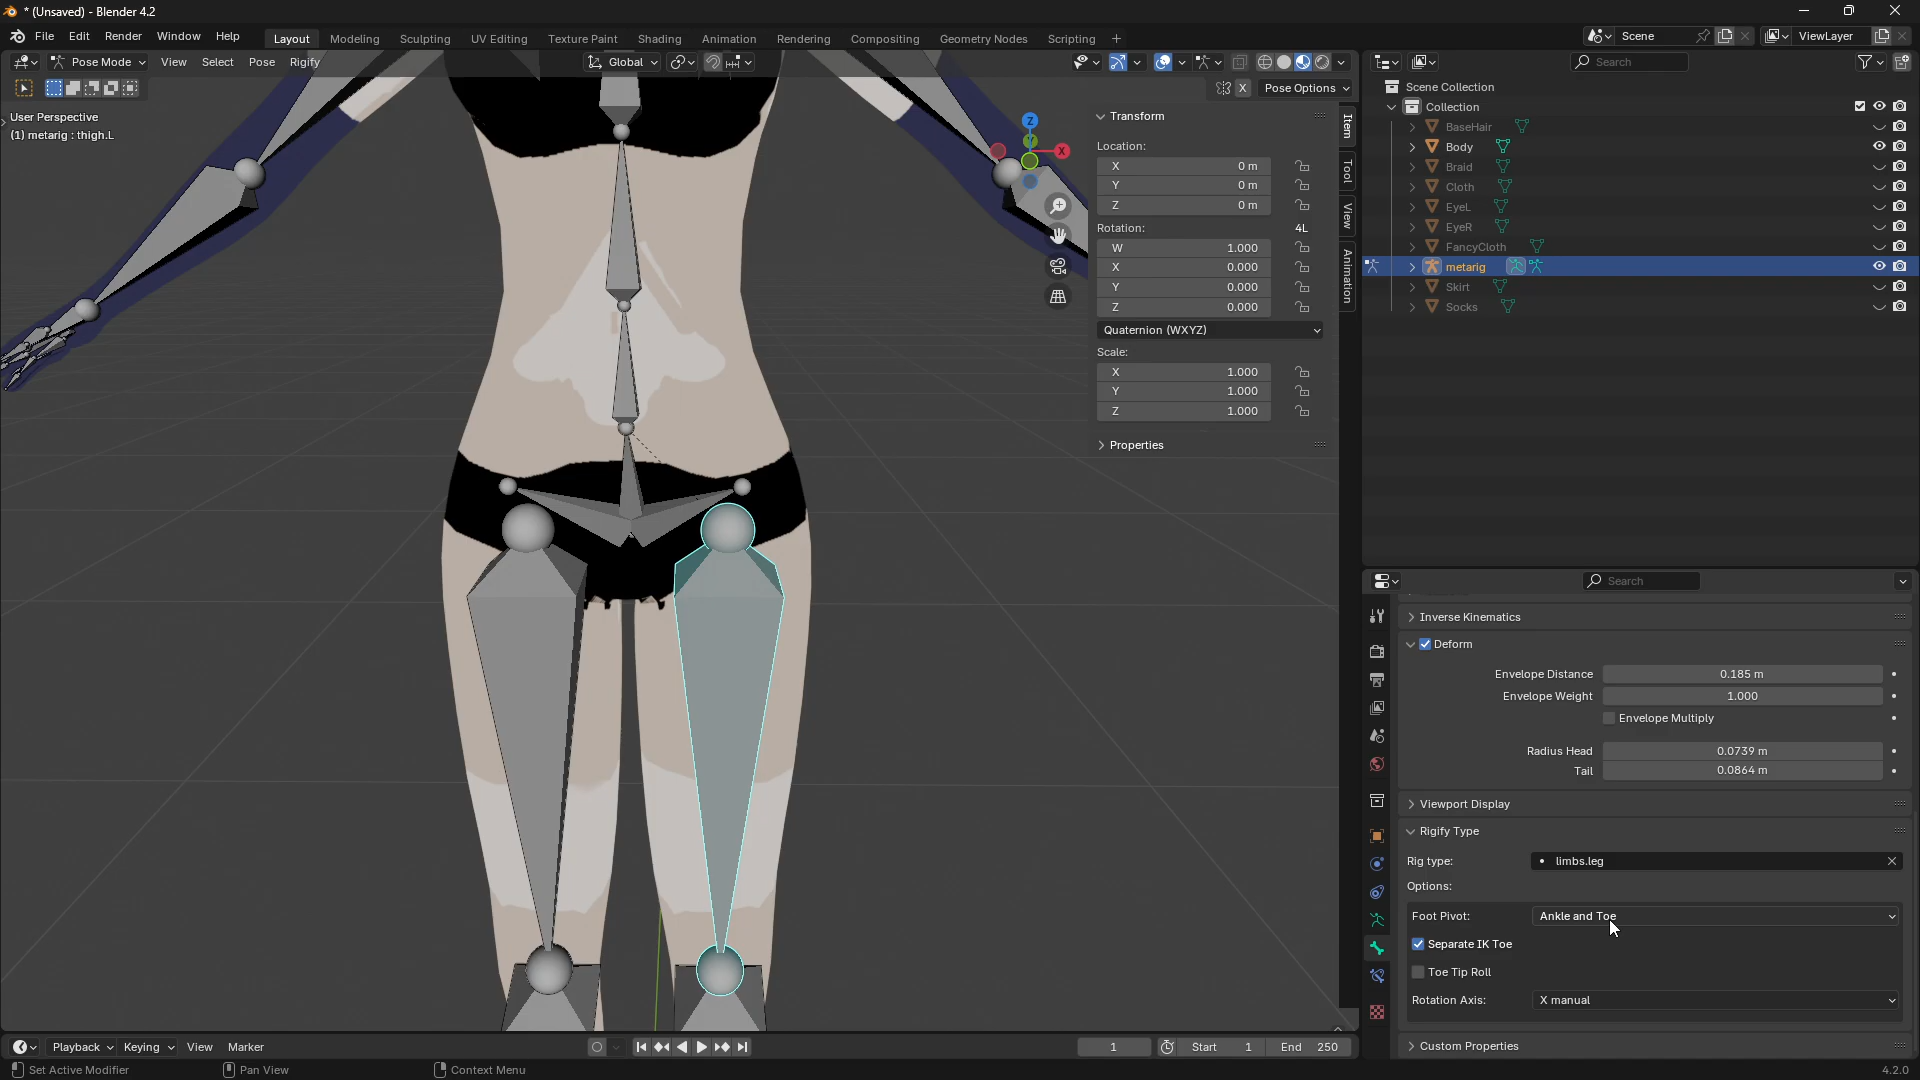 * (Unsaved) - Blender 4.2
File Edit Render Window Help Layout Modeling Sculpting UV Editing Texture Paint Shading Animation Rendering Compositing Geometry Nodes Scripting + Scene ViewLayer
Pose Mode View Select Pose Rigify Global
X Pose Options
User Perspective
(1) metarig : thigh.L
Z
X
Transform
Location:
X 0 m
Y 0 m
Z 0 m
Rotation: 4L
W 1.000
X 0.000
Y 0.000
Z 0.000
Quaternion (WXYZ)
Scale:
X 1.000
Y 1.000
Z 1.000
Properties
Item
Tool
View
Animation
Search
Scene Collection
Collection
BaseHair
Body
Braid
Cloth
EyeL
EyeR
FancyCloth
metarig
Skirt
Socks
Search
Inverse Kinematics
Deform
Envelope Distance 0.185 m
Envelope Weight 1.000
Envelope Multiply
Radius Head 0.0739 m
Tail 0.0864 m
Viewport Display
Rigify Type
Rig type: limbs.leg
Options:
Foot Pivot: Ankle and Toe
Separate IK Toe
Toe Tip Roll
Rotation Axis: X manual
Custom Properties
Playback Keying View Marker 1 Start 1 End 250
Set Active Modifier Pan View Context Menu 4.2.0